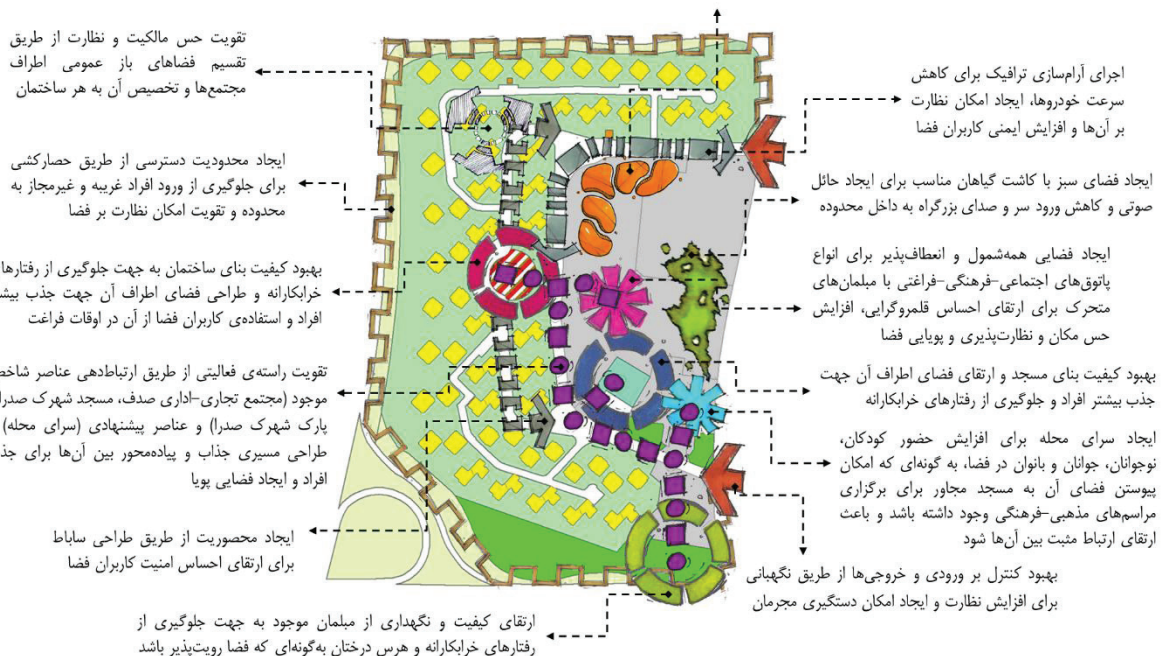 تقویت حس مالکیت و نظارت از طریق
تقسیم فضاهای باز عمومی اطراف
مجتمع‌ها و تخصیص آن به هر ساختمان
ایجاد محدودیت دسترسی از طریق حصارکشی
برای جلوگیری از ورود افراد غریبه و غیرمجاز به
محدوده و تقویت امکان نظارت بر فضا
بهبود کیفیت بنای ساختمان به جهت جلوگیری از رفتارها
خرابکارانه و طراحی فضای اطراف آن جهت جذب بیشت
افراد و استفاده‌ی کاربران فضا از آن در اوقات فراغت
تقویت راسته‌ی فعالیتی از طریق ارتباط‌دهی عناصر شاخص
موجود (مجتمع تجاری-اداری صدف، مسجد شهرک صدرا
پارک شهرک صدرا) و عناصر پیشنهادی (سرای محله)
طراحی مسیری جذاب و پیاده‌محور بین آن‌ها برای جذ
افراد و ایجاد فضایی پویا
ایجاد محصوریت از طریق طراحی ساباط
برای ارتقای احساس امنیت کاربران فضا
ارتقای کیفیت و نگهداری از مبلمان موجود به جهت جلوگیری از
رفتارهای خرابکارانه و هرس درختان به‌گونه‌ای که فضا رویت‌پذیر باشد
اجرای آرام‌سازی ترافیک برای کاهش
سرعت خودروها، ایجاد امکان نظارت
بر آن‌ها و افزایش ایمنی کاربران فضا
ایجاد فضای سبز با کاشت گیاهان مناسب برای ایجاد حائل
صوتی و کاهش ورود سر و صدای بزرگراه به داخل محدوده
ایجاد فضایی همه‌شمول و انعطاف‌پذیر برای انواع
پاتوق‌های اجتماعی-فرهنگی-فراغتی با مبلمان‌های
متحرک برای ارتقای احساس قلمروگرایی، افزایش
حس مکان و نظارت‌پذیری و پویایی فضا
بهبود کیفیت بنای مسجد و ارتقای فضای اطراف آن جهت
جذب بیشتر افراد و جلوگیری از رفتارهای خرابکارانه
ایجاد سرای محله برای افزایش حضور کودکان،
نوجوانان، جوانان و بانوان در فضا، به گونه‌ای که امکان
پیوستن فضای آن به مسجد مجاور برای برگزاری
مراسم‌های مذهبی-فرهنگی وجود داشته باشد و باعث
ارتقای ارتباط مثبت بین آن‌ها شود
بهبود کنترل بر ورودی و خروجی‌ها از طریق نگهبانی
برای افزایش نظارت و ایجاد امکان دستگیری مجرمان